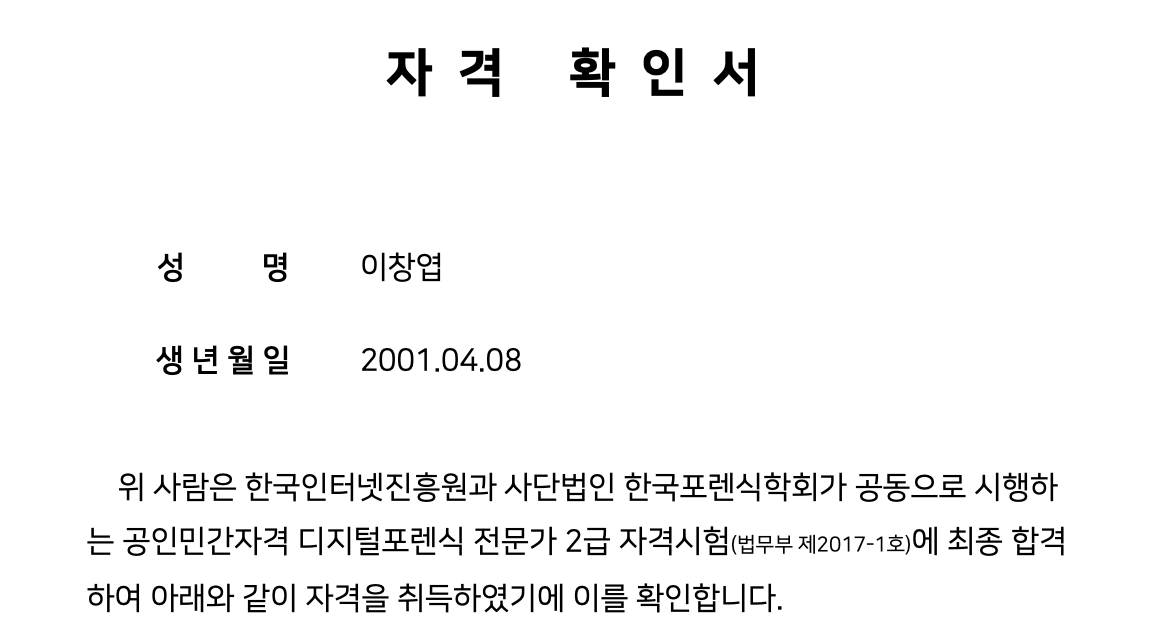 자 격 확 인 서
성 명 이창엽
생 년 월 일 2001.04.08
위 사람은 한국인터넷진흥원과 사단법인 한국포렌식학회가 공동으로 시행하
는 공인민간자격 디지털포렌식 전문가 2급 자격시험(법무부 제2017-1호)에 최종 합격
하여 아래와 같이 자격을 취득하였기에 이를 확인합니다.